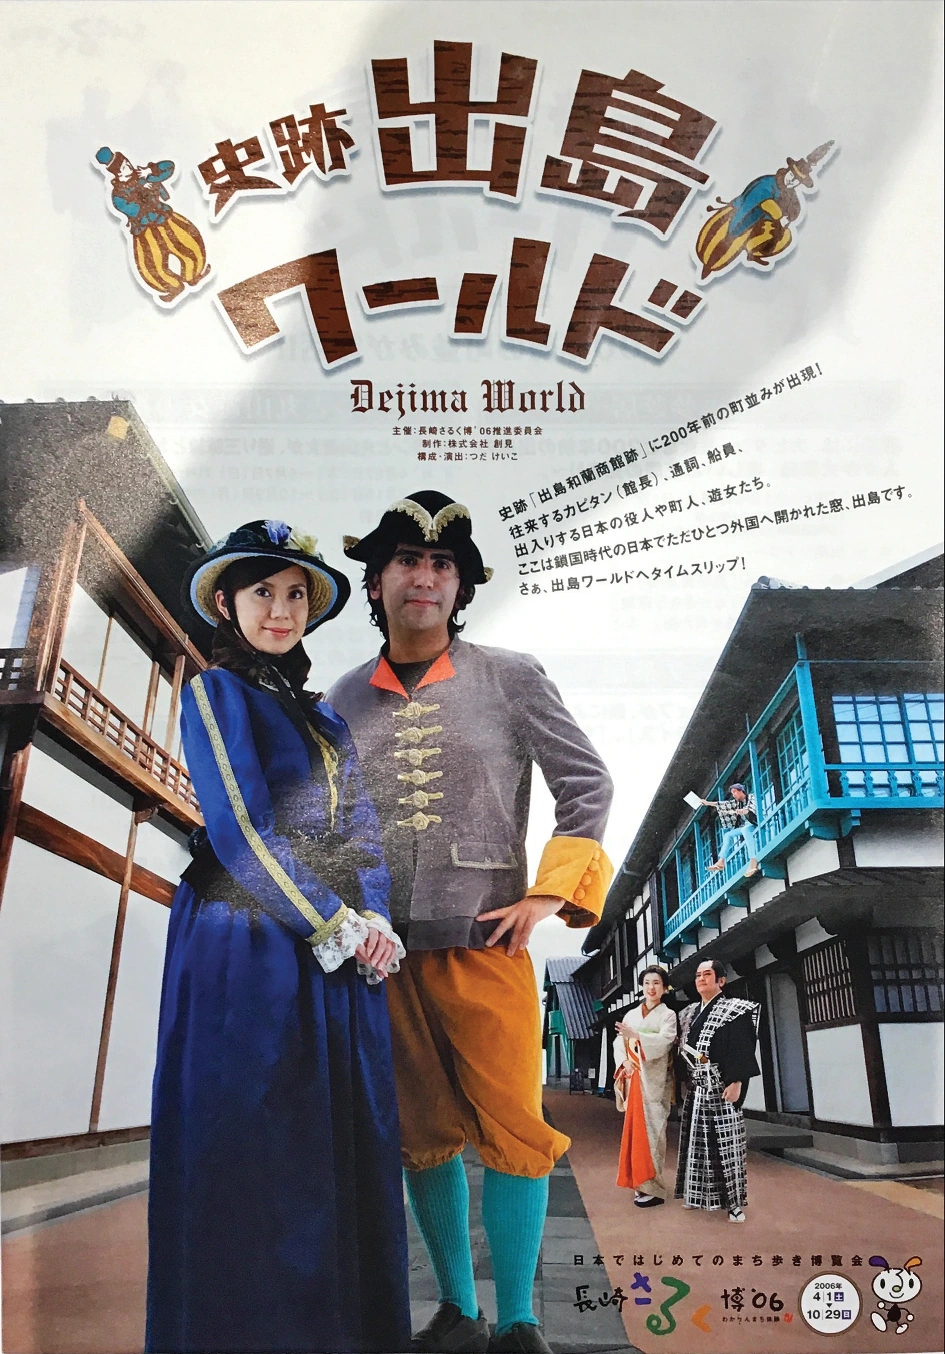 史跡 出島
ワールド
Dejima World
主催：長崎さるく博'06推進委員会
制作：株式会社 創見
構成・演出：つだ けいこ
史跡「出島和蘭商館跡」に200年前の町並みが出現！
往来するカピタン（館長）、通詞、船員、
出入りする日本の役人や町人、遊女たち。
ここは鎖国時代の日本でただひとつ外国へ開かれた窓、出島です。
さぁ、出島ワールドへタイムスリップ！
日本ではじめてのまち歩き博覧会
長崎さるく博'06
2006年
4/1土
10/29日